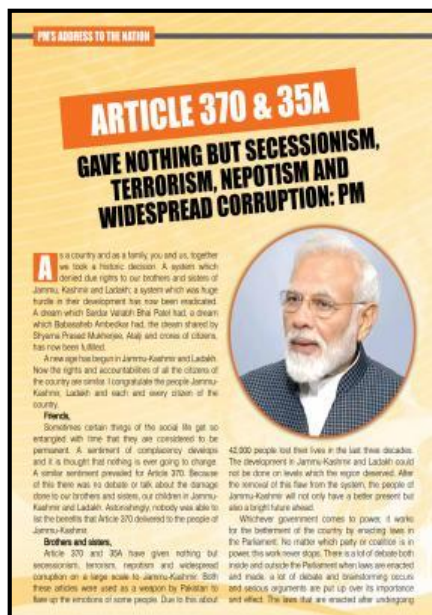 PM'S ADDRESS TO THE NATION
ARTICLE 370 & 35A
GAVE NOTHING BUT SECESSIONISM,
TERRORISM, NEPOTISM AND
WIDESPREAD CORRUPTION: PM
As a country and as a family, you and us, together
we took a historic decision. A system which
denied due rights to our brothers and sisters of
Jammu, Kashmir and Ladakh; a system which was huge
hurdle in their development has now been eradicated.
A dream which Sardar Vallabh Bhai Patel had, a dream
which Babasaheb Ambedkar had, the dream shared by
Shyama Prasad Mukherjee, Atalji and crores of citizens,
has now been fulfilled.
A new age has begun in Jammu-Kashmir and Ladakh.
Now the rights and accountabilities of all the citizens of
the country are similar. I congratulate the people Jammu-
Kashmir, Ladakh and each and every citizen of the
country.
Friends,
Sometimes certain things of the social life get so
entangled with time that they are considered to be
permanent. A sentiment of complacency develops
and it is thought that nothing is ever going to change.
A similar sentiment prevailed for Article 370. Because
of this there was no debate or talk about the damage
done to our brothers and sisters, our children in Jammu-
Kashmir and Ladakh. Astonishingly, nobody was able to
list the benefits that Article 370 delivered to the people of
Jammu-Kashmir.
Brothers and sisters,
Article 370 and 35A have given nothing but
secessionism, terrorism, nepotism and widespread
corruption on a large scale to Jammu-Kashmir. Both
these articles were used as a weapon by Pakistan to
flare up the emotions of some people. Due to this about
42,000 people lost their lives in the last three decades.
The development in Jammu-Kashmir and Ladakh could
not be done on levels which the region deserved. After
the removal of this flaw from the system, the people of
Jammu-Kashmir will not only have a better present but
also a bright future ahead.
Whichever government comes to power, it works
for the betterment of the country by enacting laws in
the Parliament. No matter which party or coalition is in
power, this work never stops. There is a lot of debate both
inside and outside the Parliament when laws are enacted
and made, a lot of debate and brainstorming occurs
and serious arguments are put up over its importance
and effect. The laws that are enacted after undergoing